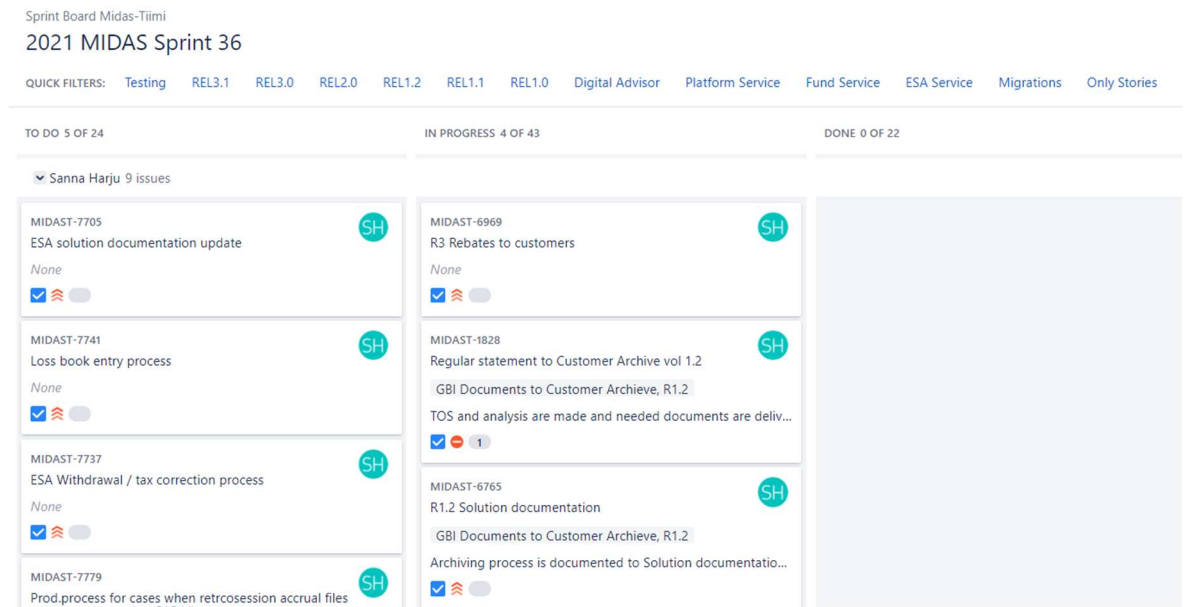 Sprint Board Midas-Tiimi
2021 MIDAS Sprint 36
QUICK FILTERS: Testing REL3.1 REL3.0 REL2.0 REL1.2 REL1.1 REL1.0 Digital Advisor Platform Service Fund Service ESA Service Migrations Only Stories
TO DO 5 OF 24
IN PROGRESS 4 OF 43
DONE 0 OF 22
Sanna Harju 9 issues
MIDAST-7705
SH
ESA solution documentation update
None
MIDAST-7741
SH
Loss book entry process
None
MIDAST-7737
SH
ESA Withdrawal / tax correction process
None
MIDAST-7779
SH
Prod.process for cases when retrcosession accrual files
MIDAST-6969
SH
R3 Rebates to customers
None
MIDAST-1828
SH
Regular statement to Customer Archive vol 1.2
GBI Documents to Customer Archieve, R1.2
TOS and analysis are made and needed documents are deliv...
1
MIDAST-6765
SH
R1.2 Solution documentation
GBI Documents to Customer Archieve, R1.2
Archiving process is documented to Solution documentatio...